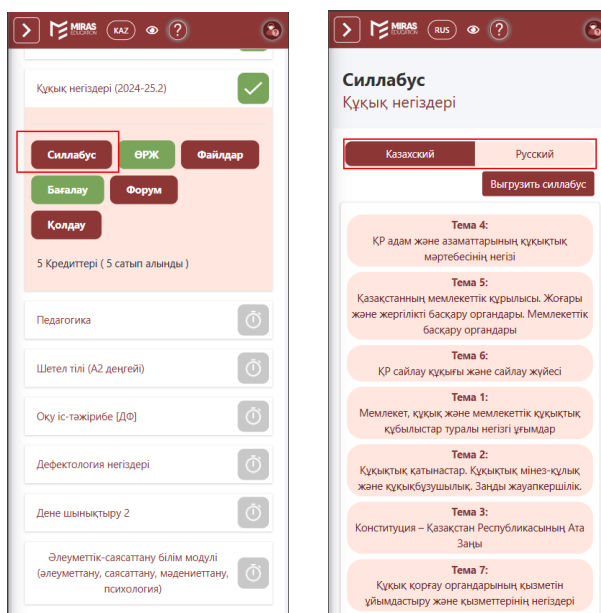 MIRAS
EDUCATION
KAZ
?
Құқық негіздері (2024-25.2)
Силлабус
ӨРЖ
Файлдар
Бағалау
Форум
Қолдау
5 Кредиттері ( 5 сатып алынды )
Педагогика
Шетел тілі (А2 деңгейі)
Оқу іс-тәжірибе [ДФ]
Дефектология негіздері
Дене шынықтыру 2
Әлеуметтік-саясаттану білім модулі
(әлеуметтану, саясаттану, мәдениеттану,
психология)
MIRAS
EDUCATION
RUS
?
Силлабус
Құқық негіздері
Казахский
Русский
Выгрузить силлабус
Тема 4:
ҚР адам және азаматтарының құқықтық
мәртебесінің негізі
Тема 5:
Қазақстанның мемлекеттік құрылысы. Жоғары
және жергілікті басқару органдары. Мемлекеттік
басқару органдары
Тема 6:
ҚР сайлау құқығы және сайлау жүйесі
Тема 1:
Мемлекет, құқық және мемлекеттік құқықтық
құбылыстар туралы негізгі ұғымдар
Тема 2:
Құқықтық қатынастар. Құқықтық мінез-құлық
және құқықбұзушылық. Заңды жауапкершілік.
Тема 3:
Конституция – Қазақстан Республикасының Ата
Заңы
Тема 7:
Құқық қорғау органдарының қызметін
ұйымдастыру және қызметтерінің негіздері